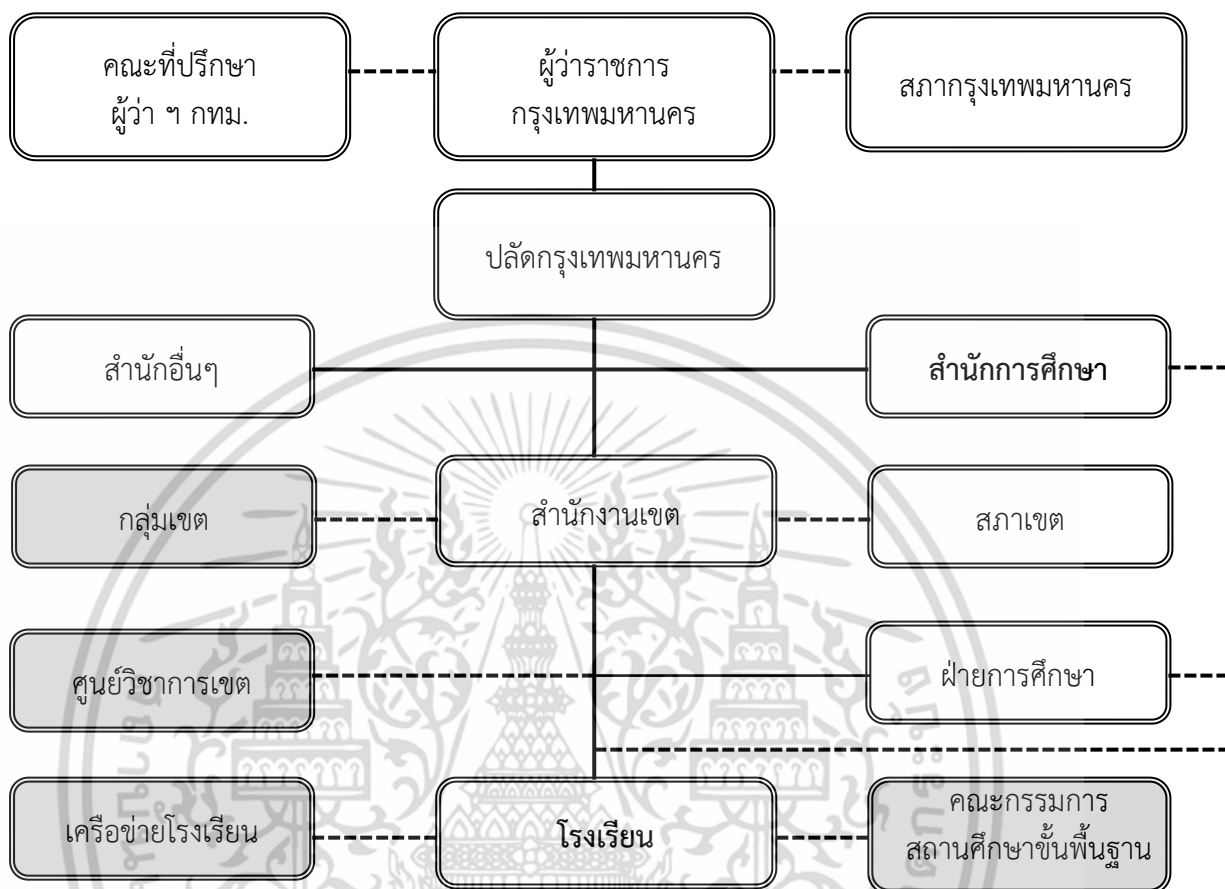 คณะที่ปรึกษา
ผู้ว่า ฯ กทม.
ผู้ว่าราชการ
กรุงเทพมหานคร
สภากรุงเทพมหานคร
ปลัดกรุงเทพมหานคร
สำนักอื่นๆ
สำนักการศึกษา
กลุ่มเขต
สำนักงานเขต
สภาเขต
ศูนย์วิชาการเขต
ฝ่ายการศึกษา
เครือข่ายโรงเรียน
โรงเรียน
คณะกรรมการ
สถานศึกษาขั้นพื้นฐาน